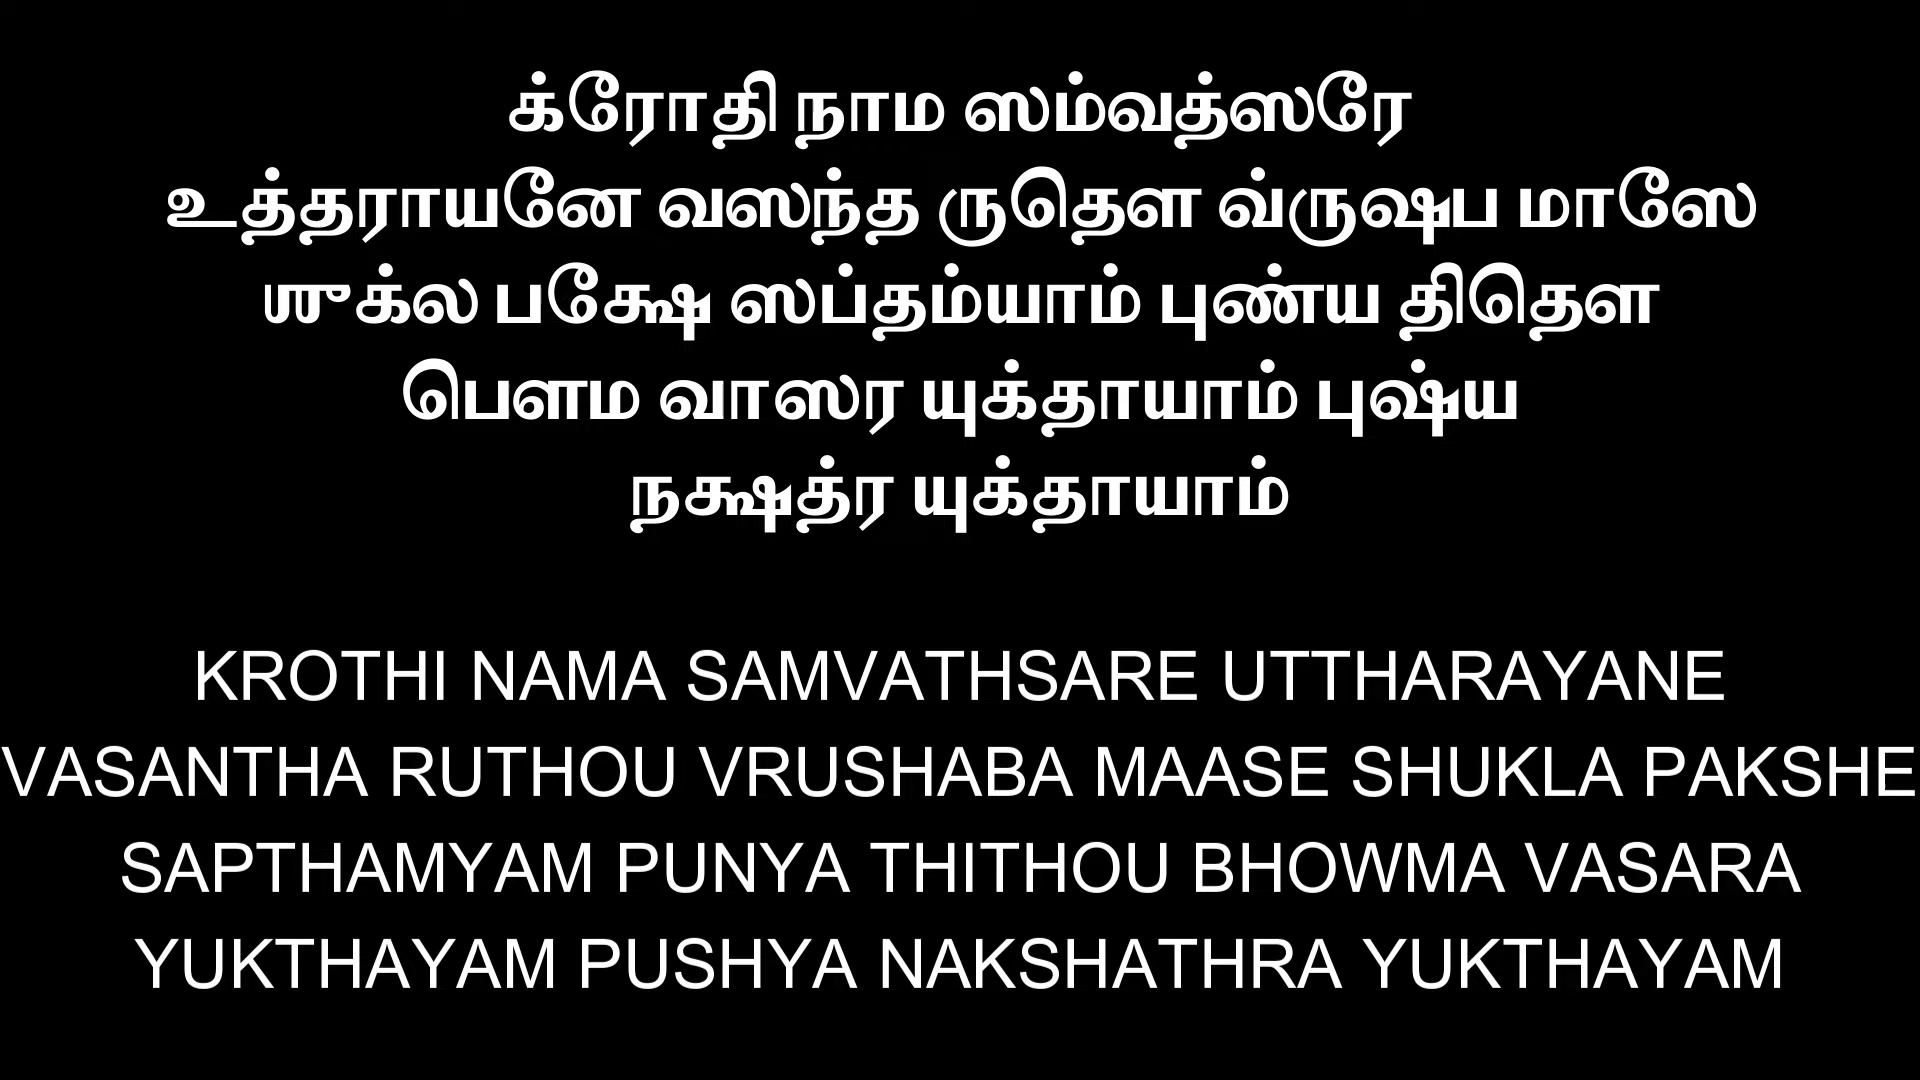 க்ரோதி நாம ஸம்வத்ஸரே
உத்தராயனே வஸந்த ருதௌ வ்ருஷப மாஸே
ஶுக்ல பக்ஷே ஸப்தம்யாம் புண்ய திதௌ
பௌம வாஸர யுக்தாயாம் புஷ்ய
நக்ஷத்ர யுக்தாயாம்
KROTHI NAMA SAMVATHSARE UTTHARAYANE
VASANTHA RUTHOU VRUSHABA MAASE SHUKLA PAKSHE
SAPTHAMYAM PUNYA THITHOU BHOWMA VASARA
YUKTHAYAM PUSHYA NAKSHATHRA YUKTHAYAM